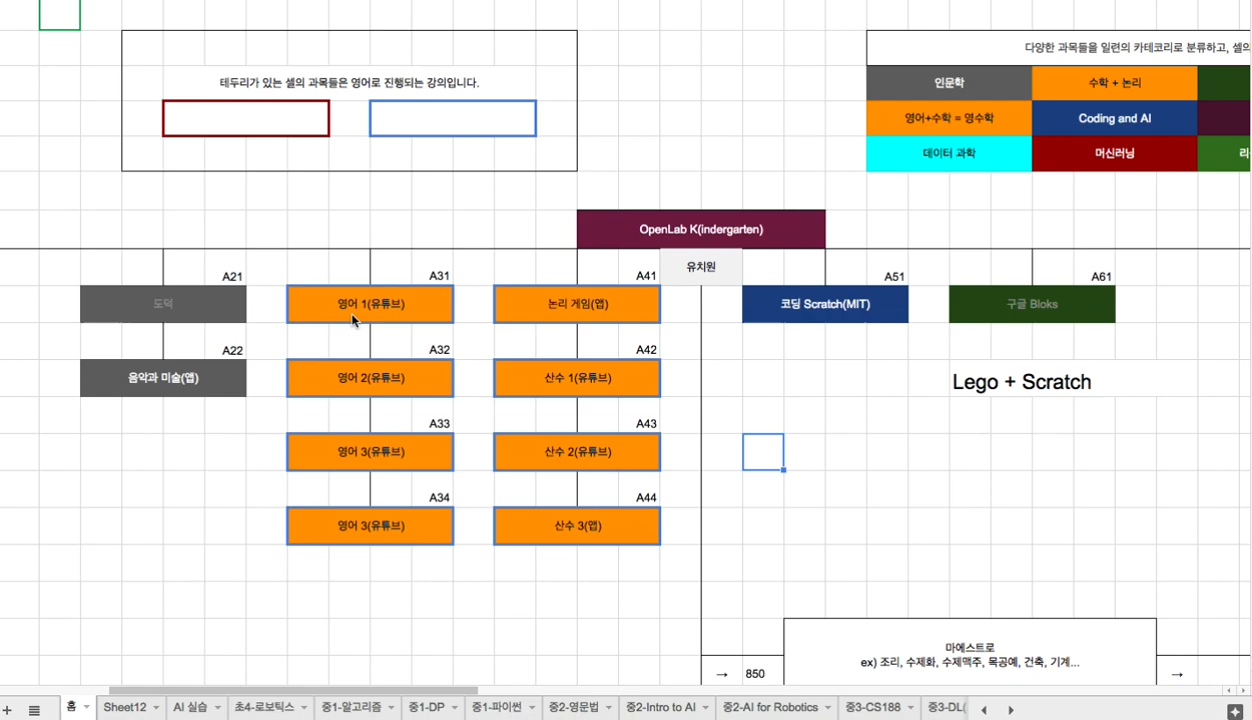 다양한 과목들을 일련의 카테코리로 분류하고, 셀의
테두리가 있는 셀의 과목들은 영어로 진행되는 강의입니다.
인문학
수학 + 논리
영어+수학 = 영수학
Coding and AI
데이터 과학
머신러닝
OpenLab K(indergarten)
유치원
A21
A31
A41
A51
A61
도덕
영어 1(유튜브)
논리 게임(앱)
코딩 Scratch(MIT)
구글 Bloks
A22
A32
A42
음악과 미술(앱)
영어 2(유튜브)
산수 1(유튜브)
Lego + Scratch
A33
A43
영어 3(유튜브)
산수 2(유튜브)
A34
A44
영어 3(유튜브)
산수 3(앱)
마에스트로
ex) 조리, 수제화, 수제맥주, 목공예, 건축, 기계...
→ 850
→
홈
Sheet12
AI 실습
초4-로보틱스
중1-알고리즘
중1-DP
중1-파이썬
중2-영문법
중2-Intro to AI
중2-AI for Robotics
중3-CS188
중3-DL(